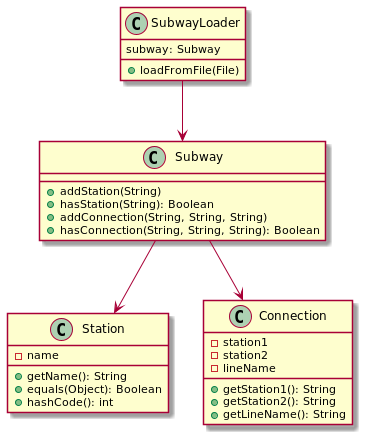 C SubwayLoader
subway: Subway
loadFromFile(File)
C Subway
addStation(String)
hasStation(String): Boolean
addConnection(String, String, String)
hasConnection(String, String, String): Boolean
C Station
name
getName(): String
equals(Object): Boolean
hashCode(): int
C Connection
station1
station2
lineName
getStation1(): String
getStation2(): String
getLineName(): String